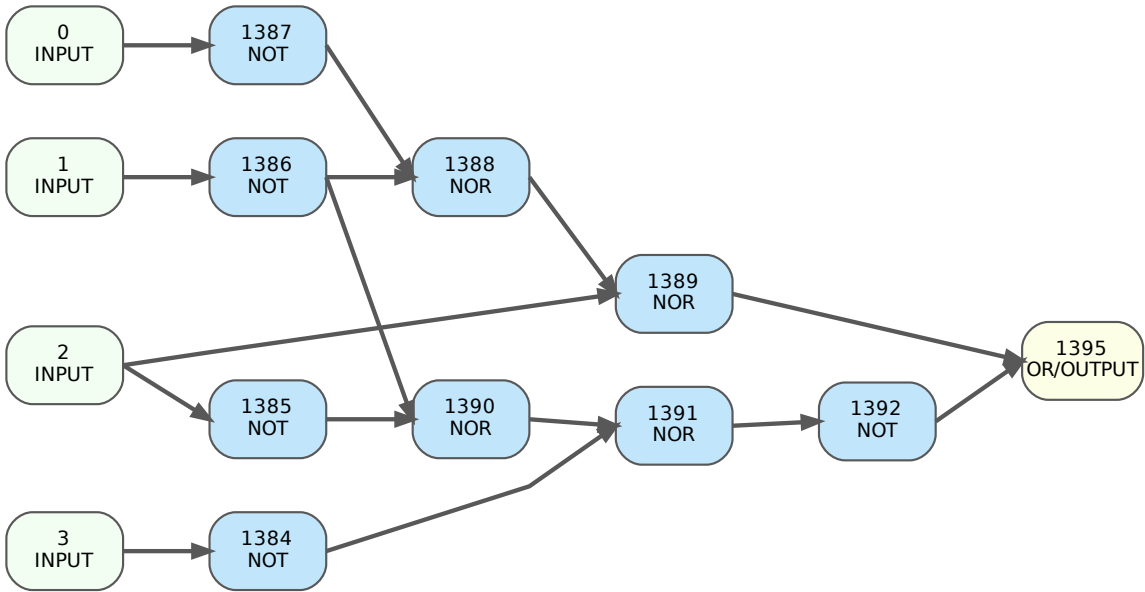 0
INPUT
1387
NOT
1
INPUT
1386
NOT
1388
NOR
1389
NOR
2
INPUT
1395
OR/OUTPUT
1385
NOT
1390
NOR
1391
NOR
1392
NOT
3
INPUT
1384
NOT